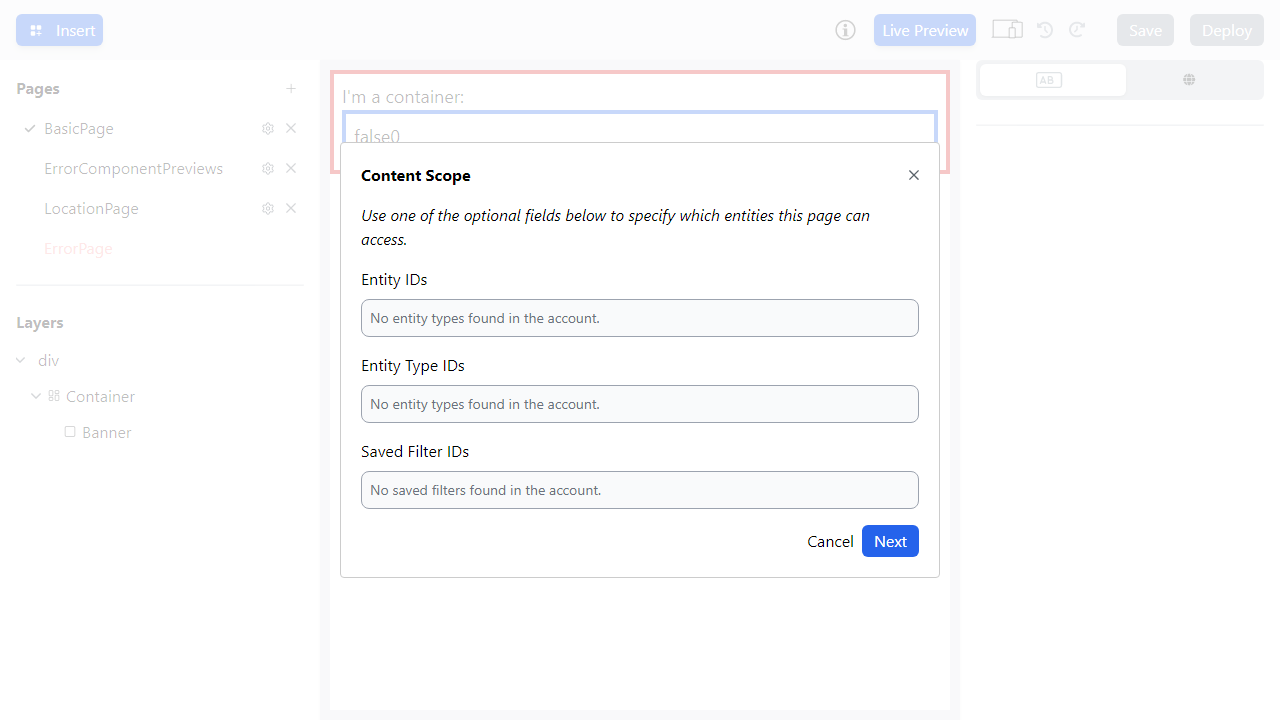 Insert
Live Preview
Save
Deploy
Pages
BasicPage
ErrorComponentPreviews
LocationPage
ErrorPage
Layers
div
Container
Banner
I'm a container:
false0
Content Scope
Use one of the optional fields below to specify which entities this page can
access.
Entity IDs
No entity types found in the account.
Entity Type IDs
No entity types found in the account.
Saved Filter IDs
No saved filters found in the account.
Cancel
Next
AB